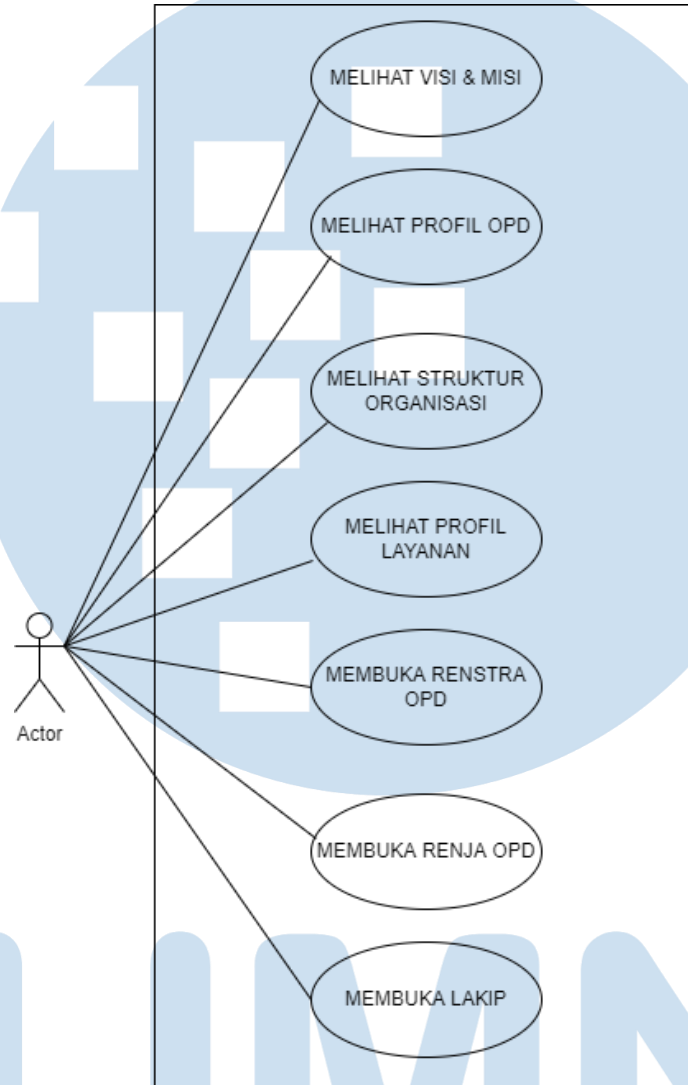 MELIHAT VISI & MISI
MELIHAT PROFIL OPD
MELIHAT STRUKTUR
ORGANISASI
MELIHAT PROFIL
LAYANAN
MEMBUKA RENSTRA
OPD
Actor
MEMBUKA RENJA OPD
MEMBUKA LAKIP